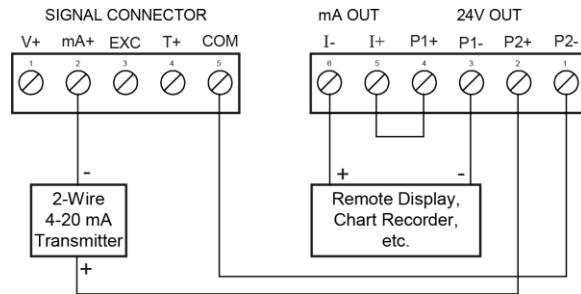 SIGNAL CONNECTOR
mA OUT 24V OUT
V+ mA+ EXC T+ COM
I- I+ P1+ P1- P2+ P2-
1 2 3 4 5
6 5 4 3 2 1
-
+ -
2-Wire
4-20 mA
Transmitter
Remote Display,
Chart Recorder,
etc.
+